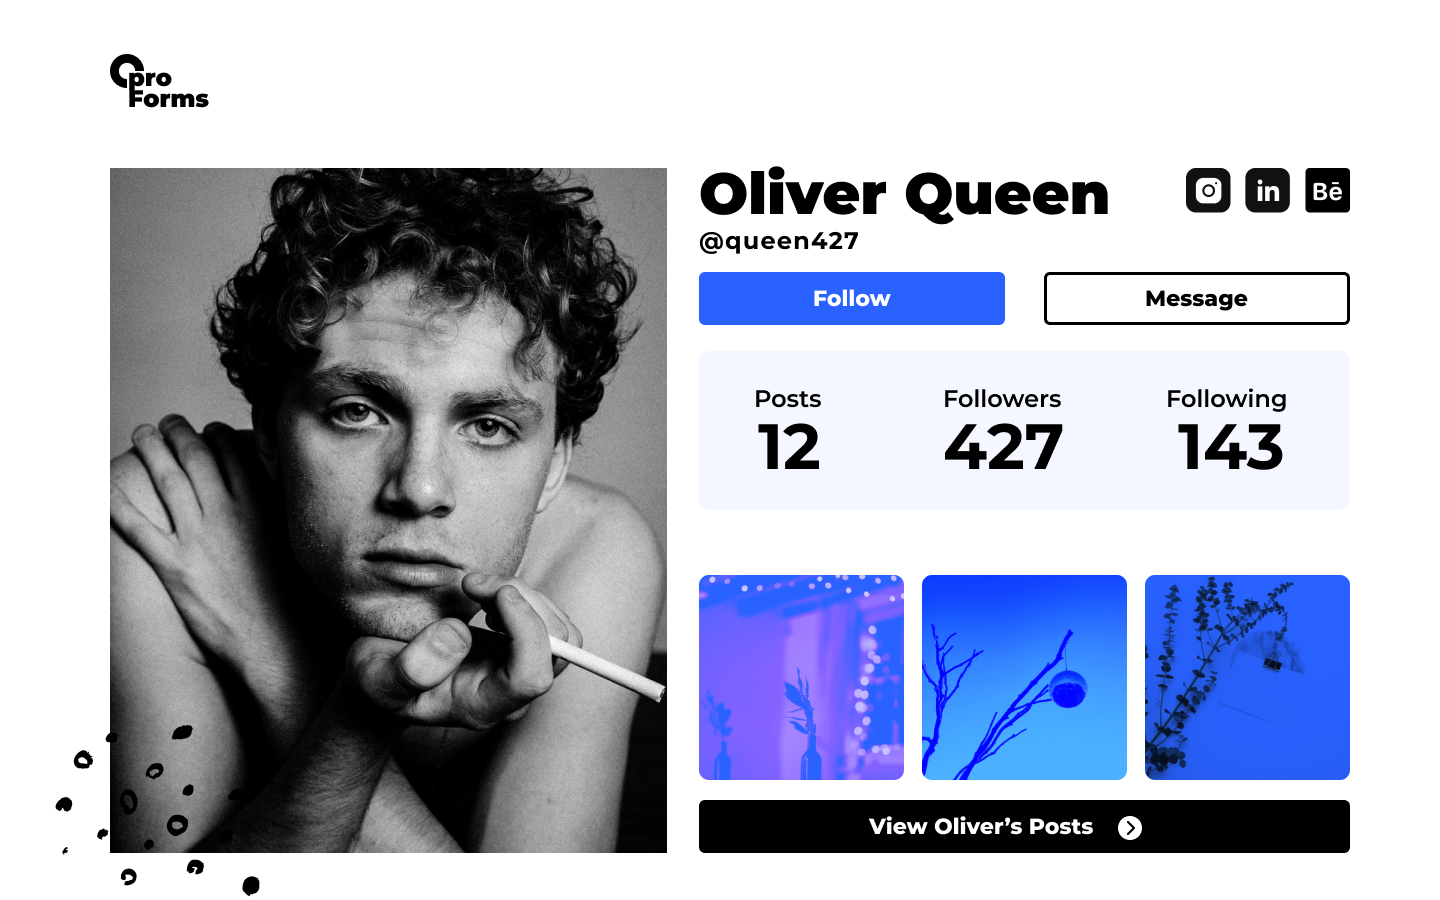 pro
Forms
Oliver Queen
in
Bē
@queen427
Follow
Message
Posts
Followers
Following
12
427
143
View Oliver’s Posts